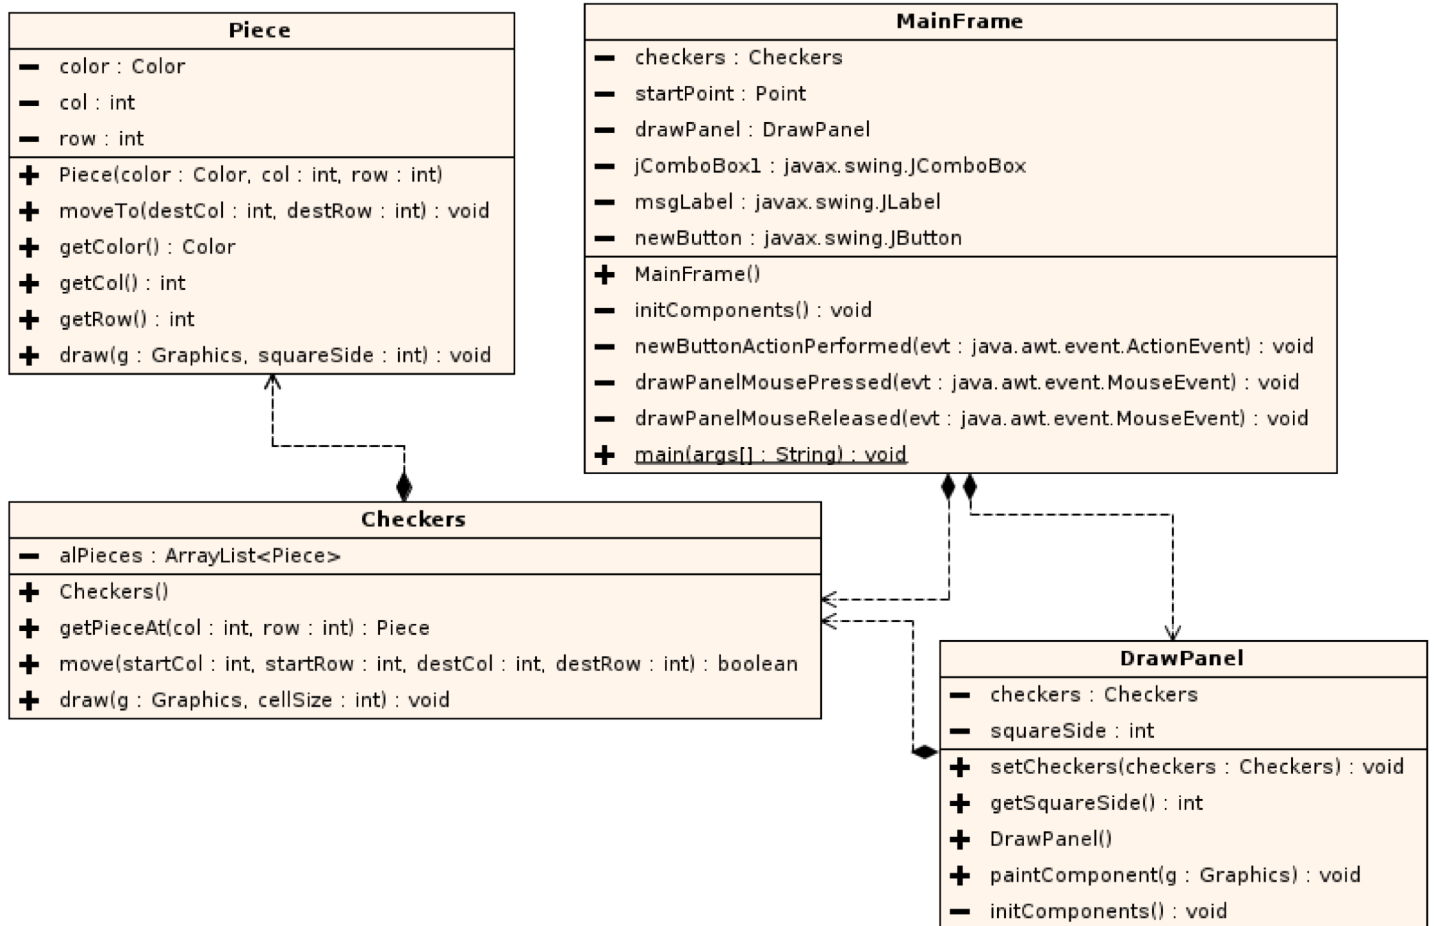 Piece
- color : Color
- col : int
- row : int
+ Piece(color : Color, col : int, row : int)
+ moveTo(destCol : int, destRow : int) : void
+ getColor() : Color
+ getCol() : int
+ getRow() : int
+ draw(g : Graphics, squareSide : int) : void
MainFrame
- checkers : Checkers
- startPoint : Point
- drawPanel : DrawPanel
- jComboBox1 : javax.swing.JComboBox
- msgLabel : javax.swing.JLabel
- newButton : javax.swing.JButton
+ MainFrame()
- initComponents() : void
- newButtonActionPerformed(evt : java.awt.event.ActionEvent) : void
- drawPanelMousePressed(evt : java.awt.event.MouseEvent) : void
- drawPanelMouseReleased(evt : java.awt.event.MouseEvent) : void
+ main(args[] : String) : void
Checkers
- alPieces : ArrayList<Piece>
+ Checkers()
+ getPieceAt(col : int, row : int) : Piece
+ move(startCol : int, startRow : int, destCol : int, destRow : int) : boolean
+ draw(g : Graphics, cellSize : int) : void
DrawPanel
- checkers : Checkers
- squareSide : int
+ setCheckers(checkers : Checkers) : void
+ getSquareSide() : int
+ DrawPanel()
+ paintComponent(g : Graphics) : void
- initComponents() : void